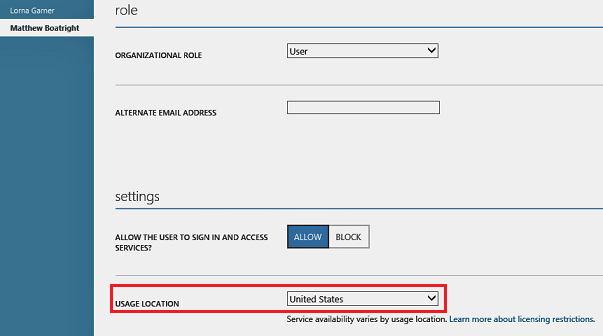 Lorna Garner
Matthew Boatright
role
ORGANIZATIONAL ROLE
User
ALTERNATE EMAIL ADDRESS
settings
ALLOW THE USER TO SIGN IN AND ACCESS
SERVICES?
ALLOW BLOCK
USAGE LOCATION
United States
Service availability varies by usage location. Learn more about licensing restrictions.